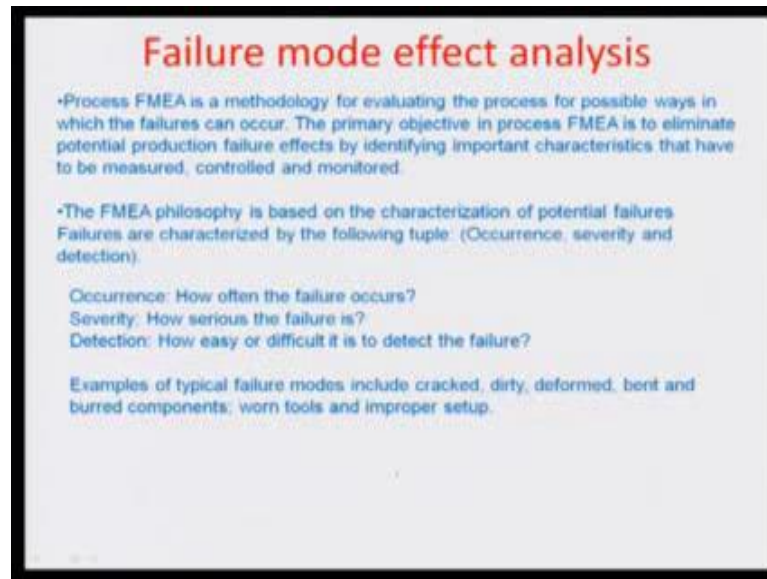 Failure mode effect analysis
•Process FMEA is a methodology for evaluating the process for possible ways in
which the failures can occur. The primary objective in process FMEA is to eliminate
potential production failure effects by identifying important characteristics that have
to be measured, controlled and monitored.
•The FMEA philosophy is based on the characterization of potential failures
Failures are characterized by the following tuple: (Occurrence, severity and
detection).
Occurrence: How often the failure occurs?
Severity: How serious the failure is?
Detection: How easy or difficult it is to detect the failure?
Examples of typical failure modes include cracked, dirty, deformed, bent and
burred components; worn tools and improper setup.